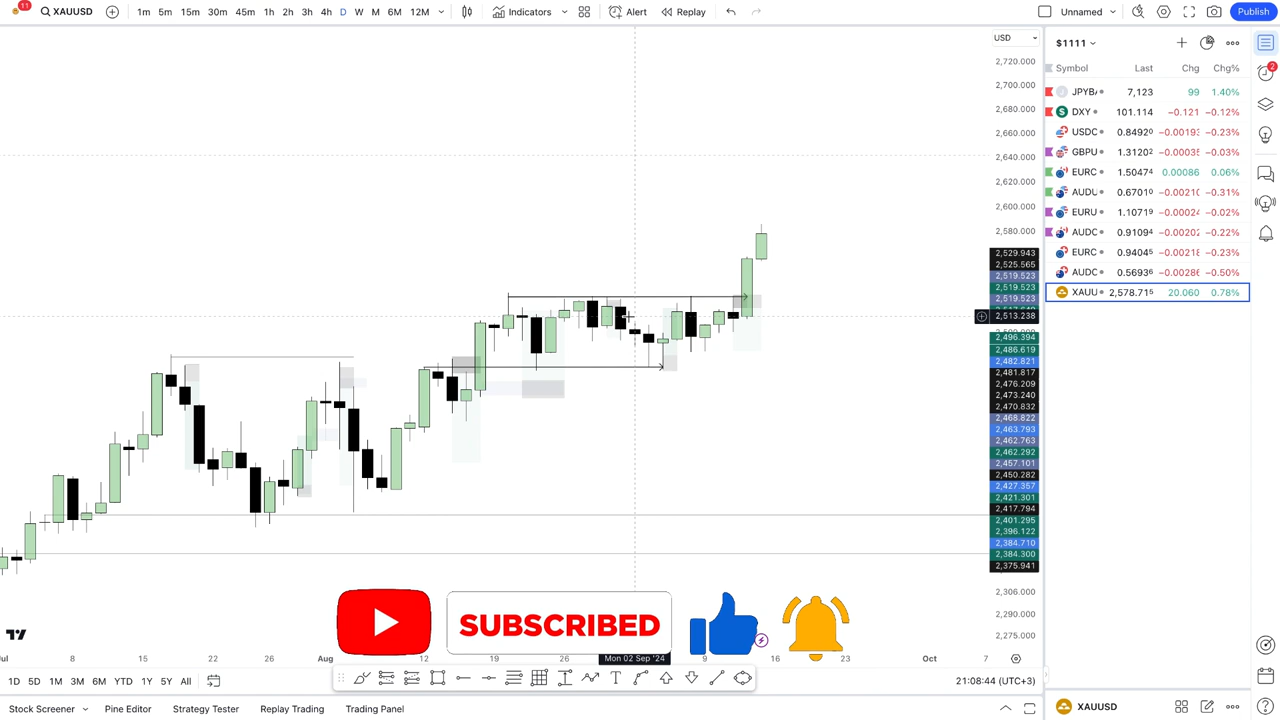 11
XAUUSD
1m 5m 15m 30m 45m 1h 2h 3h 4h D W M 6M 12M
Indicators
Alert
Replay
Unnamed
Publish
USD
2,720.000
2,700.000
2,680.000
2,660.000
2,640.000
2,620.000
2,600.000
2,580.000
2,529.943
2,525.565
2,519.523
2,519.523
2,519.523
2,513.238
2,496.394
2,486.619
2,482.821
2,481.817
2,476.209
2,473.240
2,470.832
2,468.822
2,463.793
2,462.763
2,462.292
2,457.101
2,450.282
2,427.357
2,421.301
2,417.794
2,401.295
2,396.122
2,384.710
2,384.300
2,375.941
2,306.000
2,290.000
2,275.000
$1111
Symbol Last Chg Chg%
JPYBA 7,123 99 1.40%
DXY 101.114 −0.121 −0.12%
USDC 0.84920 −0.00193 −0.23%
GBPU 1.31202 −0.00035 −0.03%
EURC 1.50474 0.00086 0.06%
AUDU 0.67010 −0.00210 −0.31%
EURU 1.10719 −0.00024 −0.02%
AUDC 0.91094 −0.00202 −0.22%
EURC 0.94045 −0.00218 −0.23%
AUDC 0.56936 −0.00286 −0.50%
XAUU 2,578.715 20.060 0.78%
2
SUBSCRIBED
Jul 8 15 22 26 Aug 12 19 26 Mon 02 Sep '24 9 16 23 Oct 7
1D 5D 1M 3M 6M YTD 1Y 5Y All
21:08:44 (UTC+3)
Stock Screener Pine Editor Strategy Tester Replay Trading Trading Panel
XAUUSD